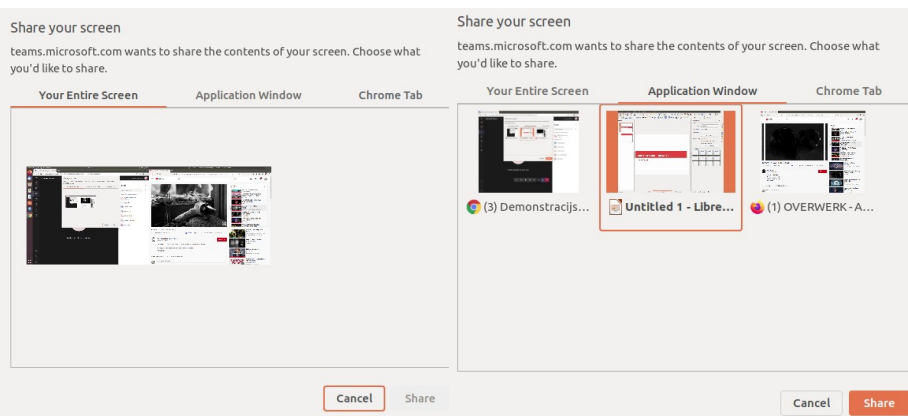 Share your screen
teams.microsoft.com wants to share the contents of your screen. Choose what
you'd like to share.
Your Entire Screen Application Window Chrome Tab
Cancel Share
Share your screen
teams.microsoft.com wants to share the contents of your screen. Choose what
you'd like to share.
Your Entire Screen Application Window Chrome Tab
(3) Demonstracijs... Untitled 1 - Libre... (1) OVERWERK - A...
Cancel Share